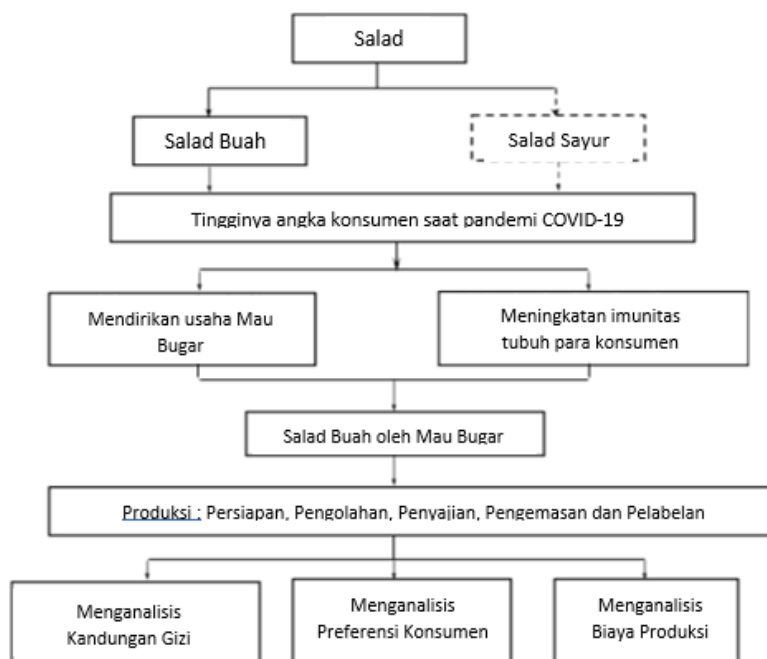 Salad
Salad Buah
Salad Sayur
Tingginya angka konsumen saat pandemi COVID-19
Mendirikan usaha Mau
Bugar
Meningkatan imunitas
tubuh para konsumen
Salad Buah oleh Mau Bugar
Produksi : Persiapan, Pengolahan, Penyajian, Pengemasan dan Pelabelan
Menganalisis
Kandungan Gizi
Menganalisis
Preferensi Konsumen
Menganalisis
Biaya Produksi